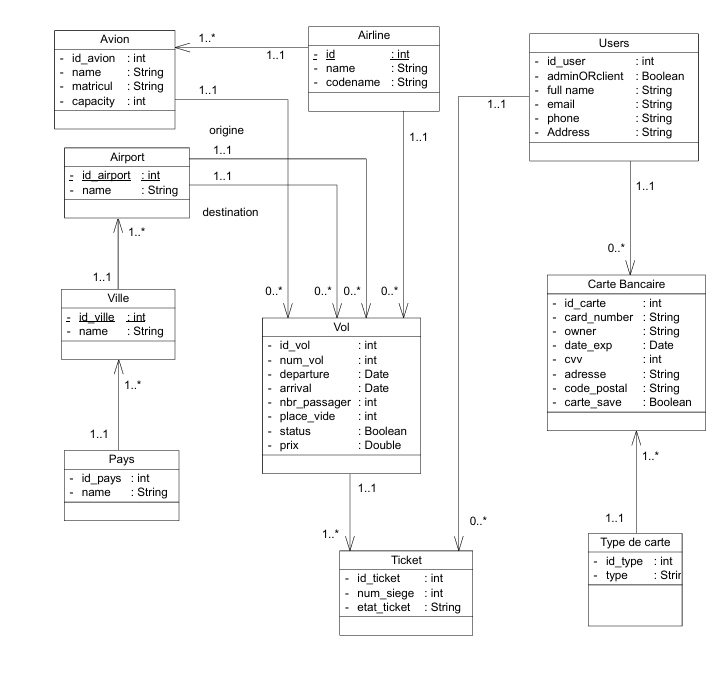 Avion
- id_avion : int
- name : String
- matricul : String
- capacity : int
1..*
1..1
Airline
- id : int
- name : String
- codename : String
Users
- id_user : int
- adminORclient : Boolean
- full name : String
- email : String
- phone : String
- Address : String
1..1
1..1
1..1
origine
1..1
1..1
destination
Airport
- id_airport : int
- name : String
1..*
1..1
Ville
- id_ville : int
- name : String
1..*
1..1
Pays
- id_pays : int
- name : String
0..*
0..*
0..*
0..*
Vol
- id_vol : int
- num_vol : int
- departure : Date
- arrival : Date
- nbr_passager : int
- place_vide : int
- status : Boolean
- prix : Double
1..1
1..*
0..*
Ticket
- id_ticket : int
- num_siege : int
- etat_ticket : String
1..1
0..*
Carte Bancaire
- id_carte : int
- card_number : String
- owner : String
- date_exp : Date
- cvv : int
- adresse : String
- code_postal : String
- carte_save : Boolean
1..*
1..1
Type de carte
- id_type : int
- type : Strin